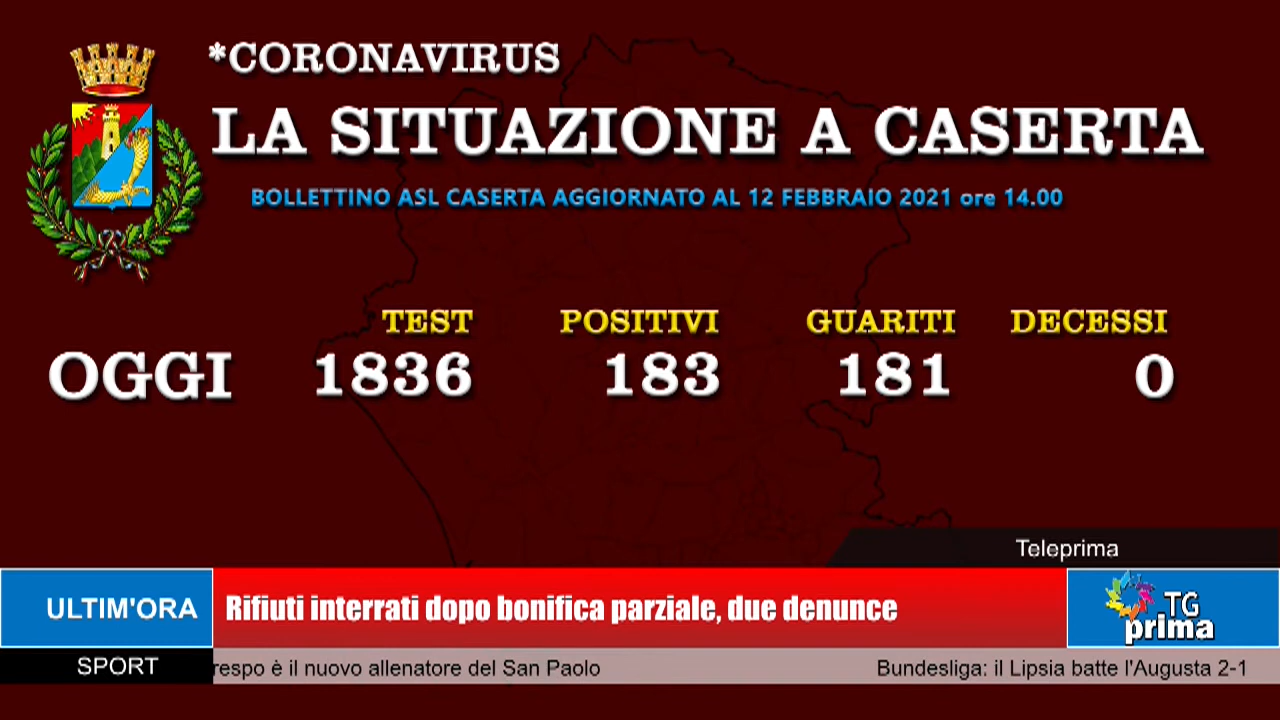 *CORONAVIRUS
LA SITUAZIONE A CASERTA
BOLLETTINO ASL CASERTA AGGIORNATO AL 12 FEBBRAIO 2021 ore 14.00
TEST POSITIVI GUARITI DECESSI
OGGI 1836 183 181 0
Teleprima
ULTIM'ORA Rifiuti interrati dopo bonifica parziale, due denunce
TG
prima
SPORT respo è il nuovo allenatore del San Paolo Bundesliga: il Lipsia batte l'Augusta 2-1